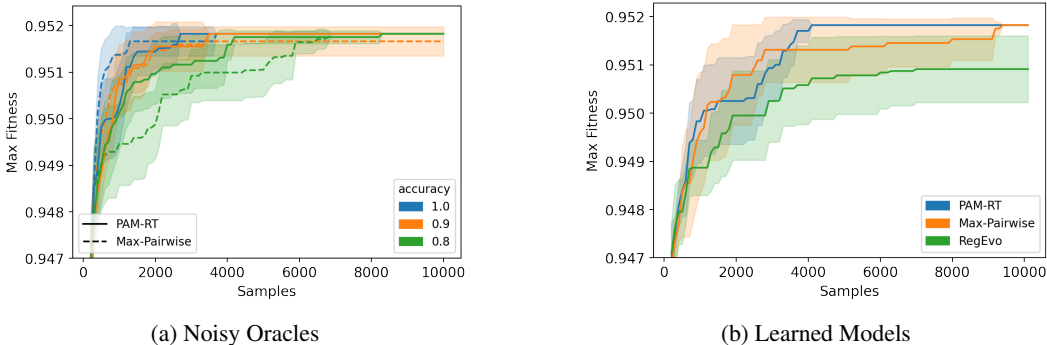 0.952
0.951
0.950
0.949
0.948
0.947
Max Fitness
0 2000 4000 6000 8000 10000
Samples
PAM-RT
Max-Pairwise
accuracy
1.0
0.9
0.8
(a) Noisy Oracles
0.952
0.951
0.950
0.949
0.948
0.947
Max Fitness
0 2000 4000 6000 8000 10000
Samples
PAM-RT
Max-Pairwise
RegEvo
(b) Learned Models